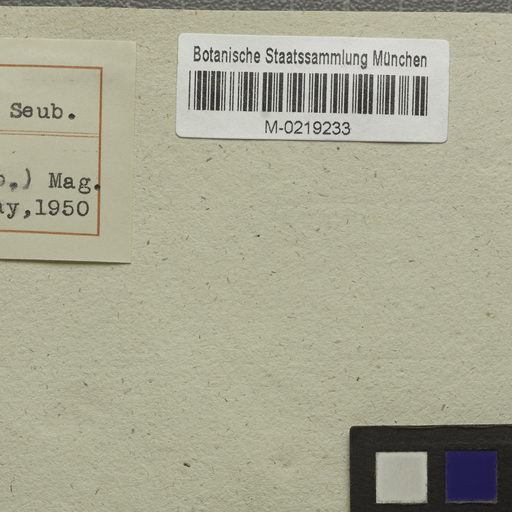 Botanische Staatssammlung München
M-0219233
Seub.
.) Mag.
y, 1950